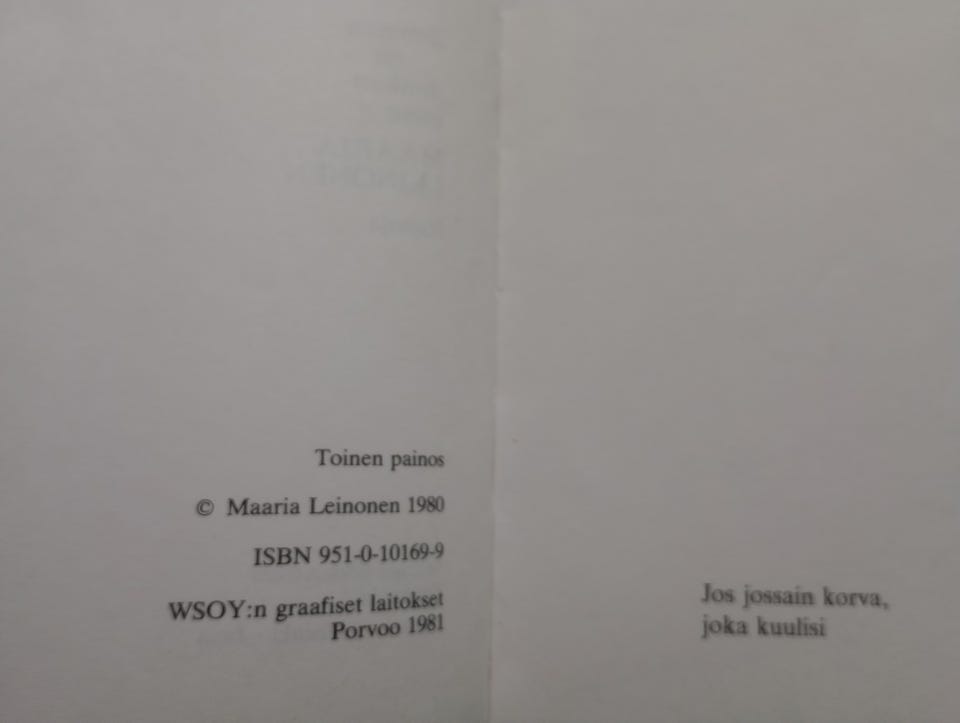 Toinen painos
© Maaria Leinonen 1980
ISBN 951-0-10169-9
WSOY:n graafiset laitokset
Porvoo 1981
Jos jossain korva,
joka kuulisi